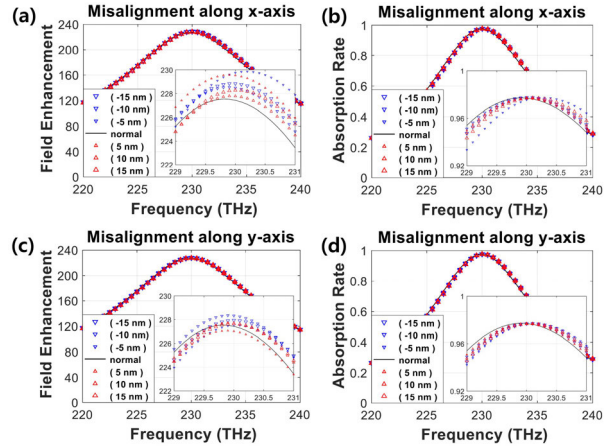 (a)
Misalignment along x-axis
Field Enhancement
240
200
160
120
80
40
0
( -15 nm )
( -10 nm )
( -5 nm )
normal
( 5 nm )
( 10 nm )
( 15 nm )
230
228
226
224
222
229
229.5
230
230.5
231
220
225
230
235
240
Frequency (THz)
(b)
Misalignment along x-axis
Absorption Rate
1
0.8
0.6
0.4
0.2
0
( -15 nm )
( -10 nm )
( -5 nm )
normal
( 5 nm )
( 10 nm )
( 15 nm )
1
0.96
0.92
229
229.5
230
230.5
231
220
225
230
235
240
Frequency (THz)
(c)
Misalignment along y-axis
Field Enhancement
240
200
160
120
80
40
0
( -15 nm )
( -10 nm )
( -5 nm )
normal
( 5 nm )
( 10 nm )
( 15 nm )
230
228
226
224
222
229
229.5
230
230.5
231
220
225
230
235
240
Frequency (THz)
(d)
Misalignment along y-axis
Absorption Rate
1
0.8
0.6
0.4
0.2
0
( -15 nm )
( -10 nm )
( -5 nm )
normal
( 5 nm )
( 10 nm )
( 15 nm )
1
0.96
0.92
229
229.5
230
230.5
231
220
225
230
235
240
Frequency (THz)